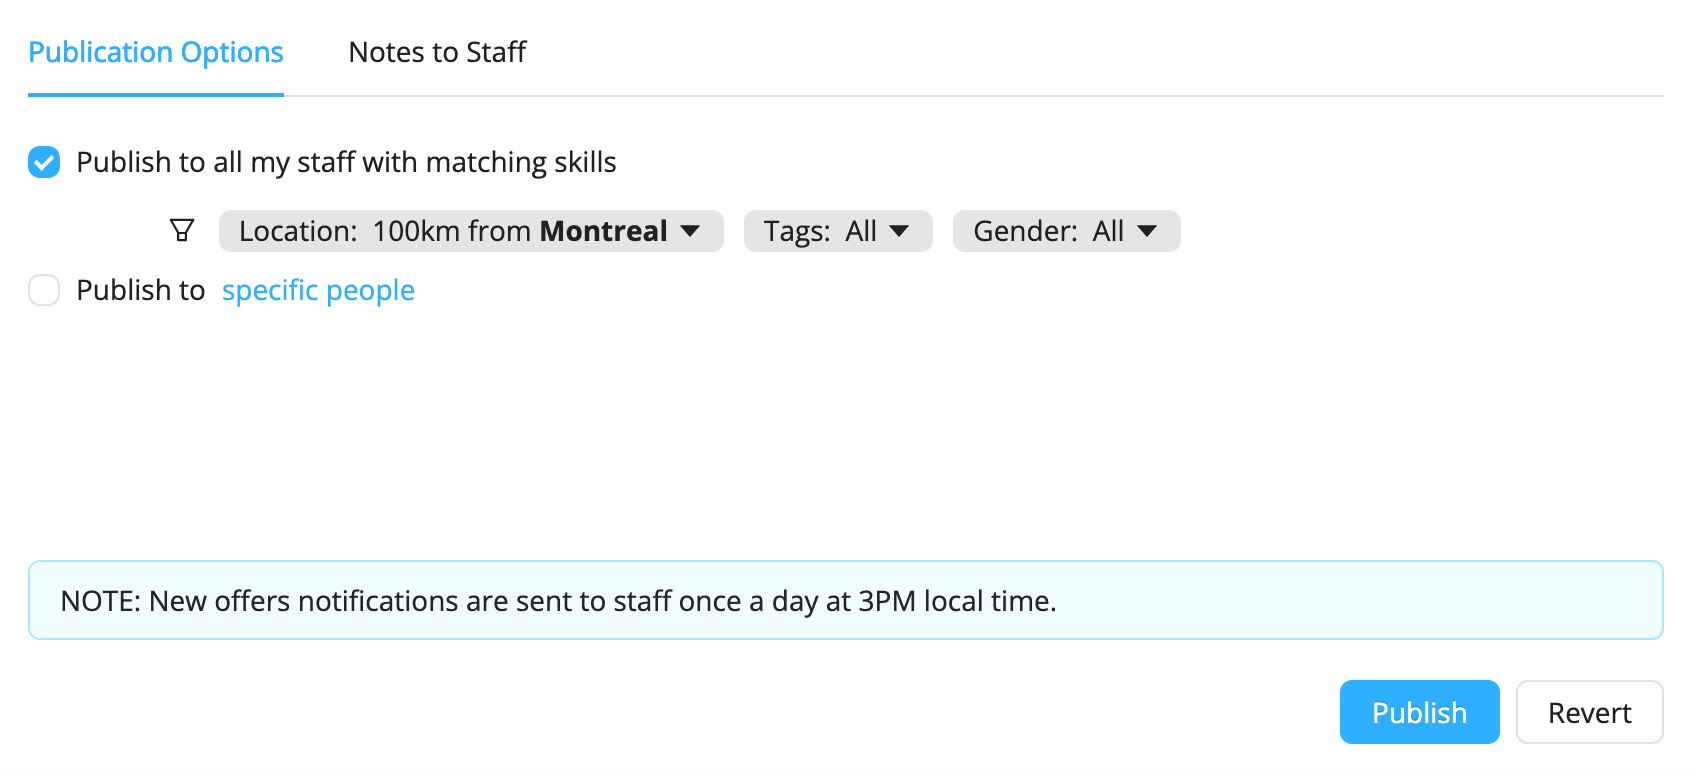 Publication Options Notes to Staff
Publish to all my staff with matching skills
Location: 100km from Montreal Tags: All Gender: All
Publish to specific people
NOTE: New offers notifications are sent to staff once a day at 3PM local time.
Publish Revert